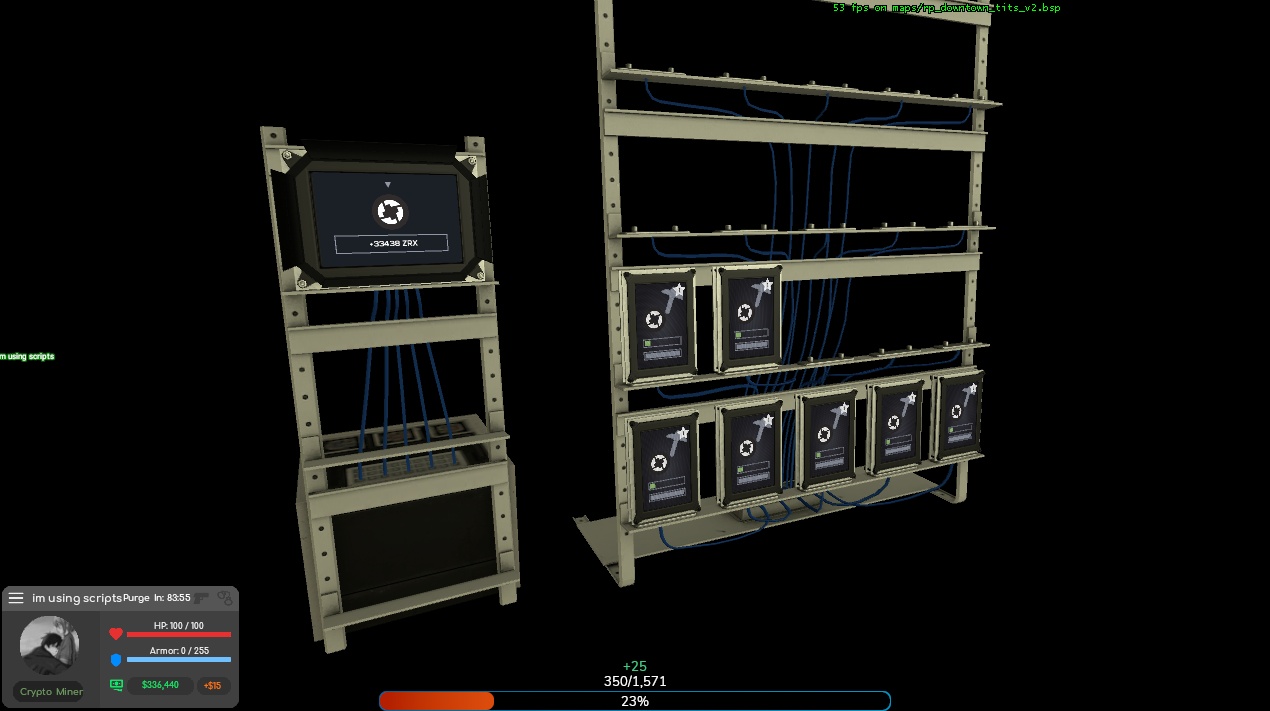 53 fps on maps/rp_downtown_tits_v2.bsp
+33438 ZRX
m using scripts
im using scripts
Purge In: 83:55
HP: 100 / 100
Armor: 0 / 255
$336,440
+$15
Crypto Miner
+25
350/1,571
23%